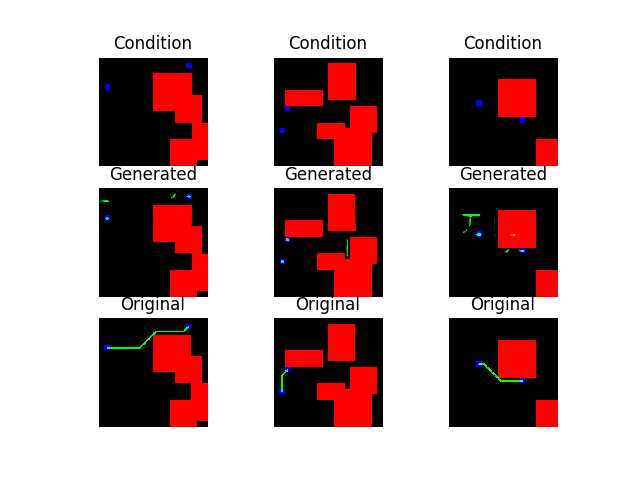 Condition Condition Condition
Generated Generated Generated
Original Original Original